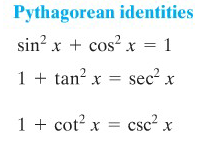 Pythagorean identities
sin² x + cos² x = 1
1 + tan² x = sec² x
1 + cot² x = csc² x